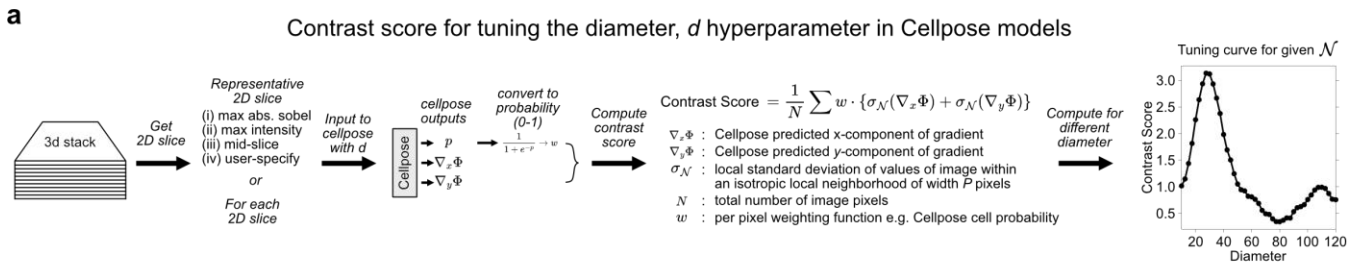 a
Contrast score for tuning the diameter, d hyperparameter in Cellpose models
3d stack
Get
2D slice
Representative
2D slice
(i) max abs. sobel
(ii) max intensity
(iii) mid-slice
(iv) user-specify
or
For each
2D slice
Input to
cellpose
with d
Cellpose
cellpose
outputs
p
∇ₓΦ
∇ᵧΦ
convert to
probability
(0-1)
1/(1 + e⁻ᵖ) → w
Compute
contrast
score
Contrast Score = 1/N ∑ w · {σ_𝒩(∇ₓΦ) + σ_𝒩(∇ᵧΦ)}
∇ₓΦ : Cellpose predicted x-component of gradient
∇ᵧΦ : Cellpose predicted y-component of gradient
σ_𝒩 : local standard deviation of values of image within
an isotropic local neighborhood of width P pixels
N : total number of image pixels
w : per pixel weighting function e.g. Cellpose cell probability
Compute for
different
diameter
Tuning curve for given 𝒩
Contrast Score
3.0
2.5
2.0
1.5
1.0
0.5
20 40 60 80 100 120
Diameter